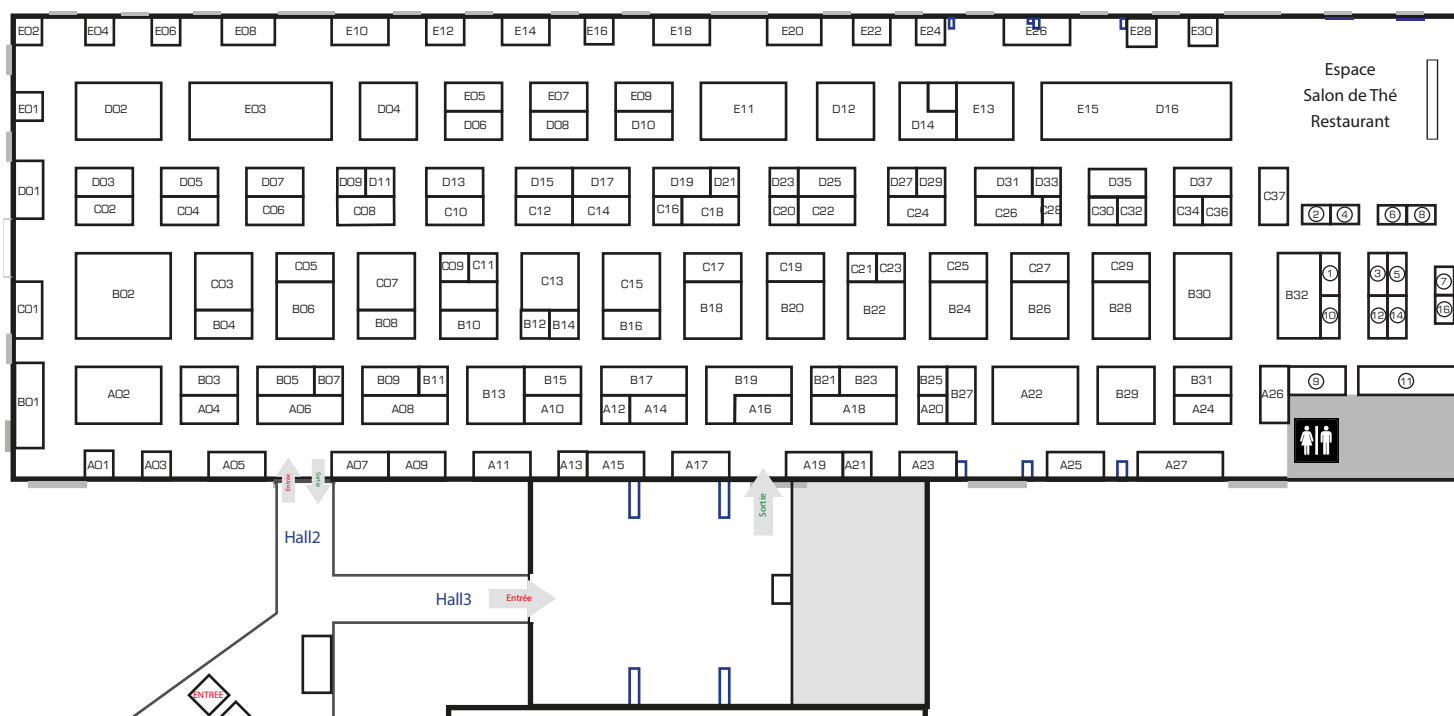 E02 E04 E06 E08 E10 E12 E14 E16 E18 E20 E22 E24 E26 E28 E30
Espace
Salon de Thé
Restaurant
E01 D02 E03 D04 E05 E07 E09 E11 D12 D14 E13 E15 D16
D06 D08 D10
D01 D03 D05 D07 D09 D11 D13 D15 D17 D19 D21 D23 D25 D27 D29 D31 D33 D35 D37 C37
C02 C04 C06 C08 C10 C12 C14 C16 C18 C20 C22 C24 C26 C28 C30 C32 C34 C36 2 4 6 8
C05 C09 C11 C17 C19 C21 C23 C25 C27 C29 1 3 5 7
C01 B02 C03 B06 C07 C13 C15 B18 B20 B22 B24 B26 B28 B30 B32
B04 B08 B10 B12 B14 B16 10 12 14 16
B01 A02 B03 B05 B07 B09 B11 B13 B15 B17 B19 B21 B23 B25 B27 A22 B29 B31 A26 9 11
A04 A06 A08 A10 A12 A14 A16 A18 A20 A24
A01 A03 A05 A07 A09 A11 A13 A15 A17 A19 A21 A23 A25 A27
Entrée
Sortie
Sortie
Hall2
Hall3
Entrée
ENTREE